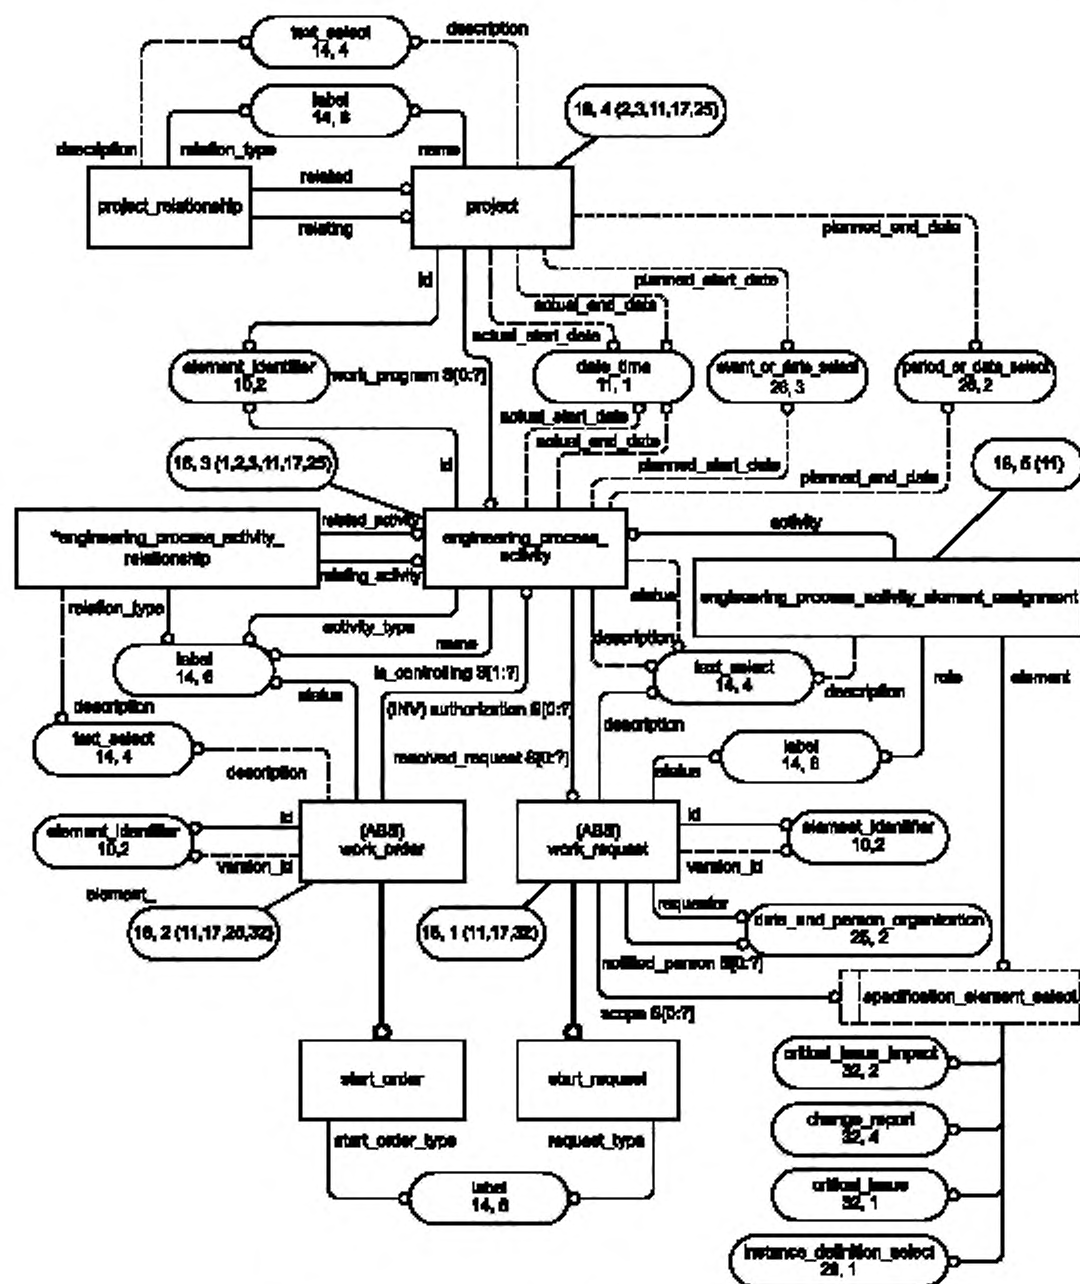 text_select
14, 4
description
label
14, 6
description
relation_type
name
16, 4 (2,3,11,17,25)
project_relationship
related
relating
project
planned_end_date
id
planned_start_date
actual_end_date
actual_start_date
element_identifier
10,2
work_program S[0:?]
date_time
11, 1
event_or_date_select
26, 3
period_or_date_select
26, 2
actual_start_date
actual_end_date
16, 3 (1,2,3,11,17,25)
id
planned_start_date
planned_end_date
16, 5 (11)
*engineering_process_activity_
relationship
related_activity
relating_activity
engineering_process_
activity
activity
engineering_process_activity_element_assignment
relation_type
activity_type
name
status
description
label
14, 6
is_controlling S[1:?]
text_select
14, 4
role
element
status
(INV) authorization S[0:?]
description
description
description
text_select
14, 4
description
resolved_request S[0:?]
status
label
14, 6
element_identifier
10,2
id
version_id
(ABS)
work_order
(ABS)
work_request
id
version_id
element_identifier
10,2
element_
16, 2 (11,17,25,32)
16, 1 (11,17,32)
requestor
date_and_person_organization
25, 2
notified_person S[0:?]
scope S[0:?]
specification_element_select
start_order
start_request
critical_issue_impact
32, 2
change_report
32, 4
start_order_type
request_type
label
14, 6
critical_issue
32, 1
instance_definition_select
28, 1